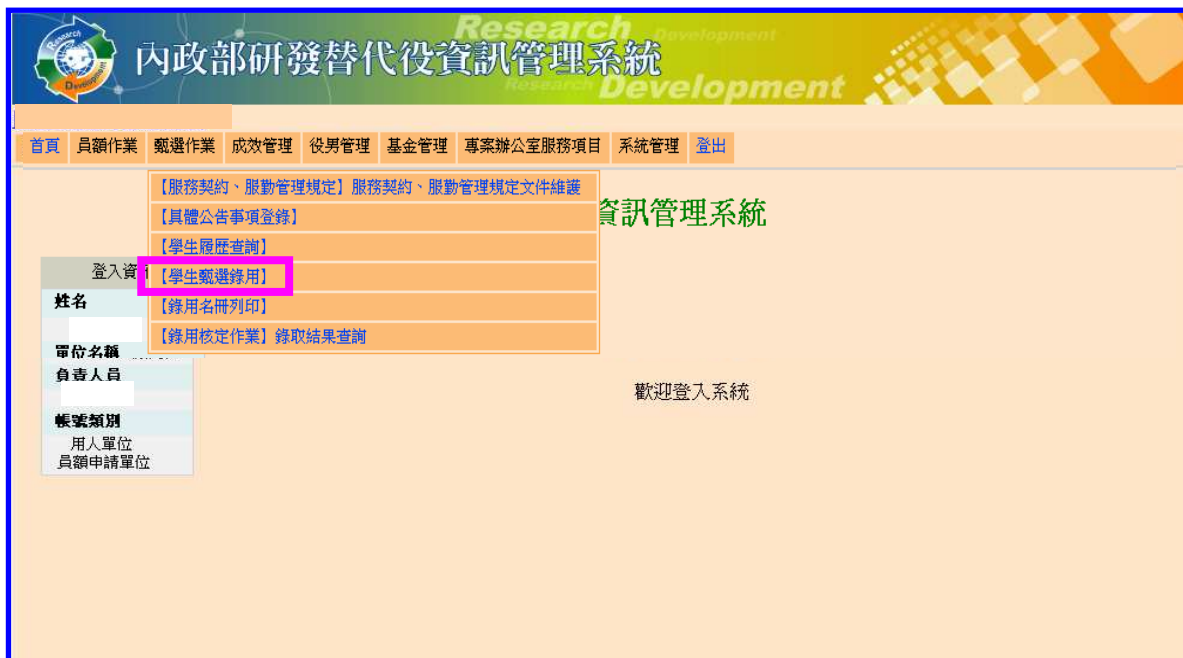 Research Development
內政部研發替代役資訊管理系統
Research Development
首頁 員額作業 甄選作業 成效管理 役男管理 基金管理 專案辦公室服務項目 系統管理 登出
【服務契約、服勤管理規定】服務契約、服勤管理規定文件維護
【具體公告事項登錄】
資訊管理系統
【學生履歷查詢】
登入資
【學生甄選錄用】
姓名
【錄用名冊列印】
【錄用核定作業】錄取結果查詢
單位名稱
負責人員
歡迎登入系統
帳號類別
用人單位
員額申請單位